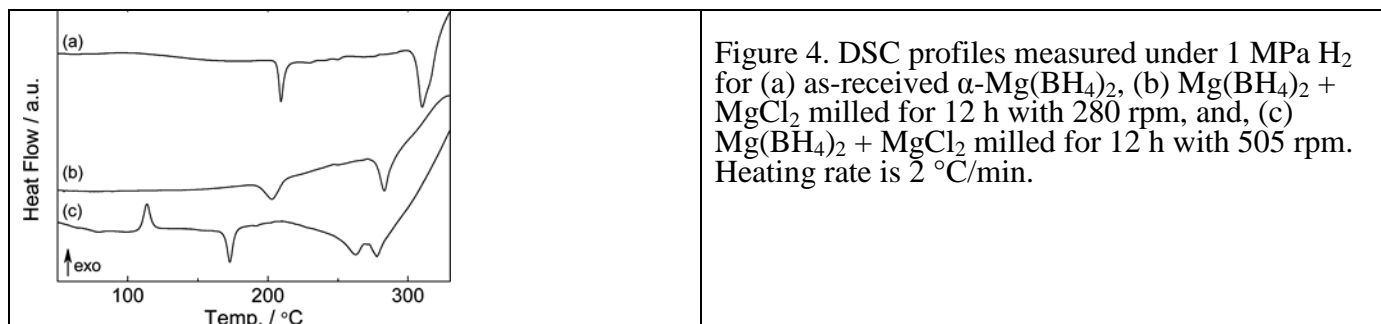 (a)
(b)
(c)
Heat Flow / a.u.
↑exo
100 200 300
Temp. / °C
Figure 4. DSC profiles measured under 1 MPa H₂
for (a) as-received α-Mg(BH₄)₂, (b) Mg(BH₄)₂ +
MgCl₂ milled for 12 h with 280 rpm, and, (c)
Mg(BH₄)₂ + MgCl₂ milled for 12 h with 505 rpm.
Heating rate is 2 °C/min.